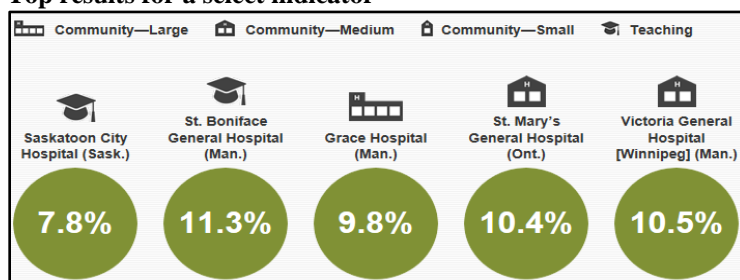 Top results for a select indicator
Community—Large Community—Medium Community—Small Teaching
Saskatoon City
Hospital (Sask.)
St. Boniface
General Hospital
(Man.)
Grace Hospital
(Man.)
St. Mary's
General Hospital
(Ont.)
Victoria General
Hospital
[Winnipeg] (Man.)
7.8% 11.3% 9.8% 10.4% 10.5%